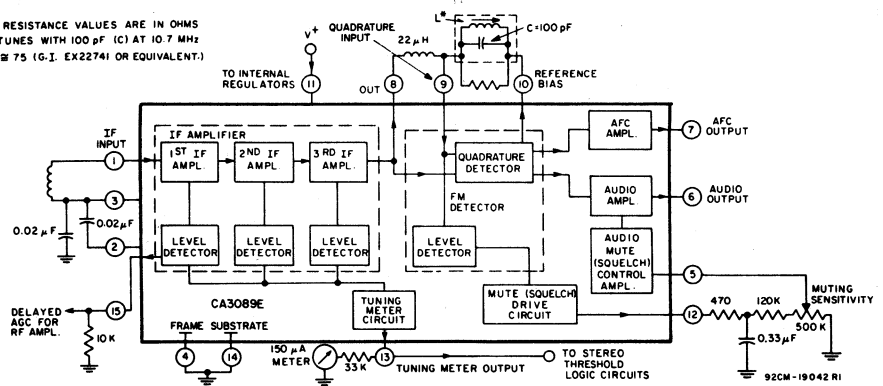 RESISTANCE VALUES ARE IN OHMS
TUNES WITH 100 pF (C) AT 10.7 MHz
≅ 75 (G.I. EX22741 OR EQUIVALENT.)
V+
QUADRATURE
INPUT
L*
C=100 pF
22 μH
TO INTERNAL
REGULATORS
11
OUT
8
9
10
REFERENCE
BIAS
IF
INPUT
1
3
2
0.02 μF
0.02 μF
IF AMPLIFIER
1ST IF
AMPL.
2ND IF
AMPL.
3RD IF
AMPL.
LEVEL
DETECTOR
LEVEL
DETECTOR
LEVEL
DETECTOR
QUADRATURE
DETECTOR
FM
DETECTOR
LEVEL
DETECTOR
AFC
AMPL.
7
AFC
OUTPUT
AUDIO
AMPL
6
AUDIO
OUTPUT
AUDIO
MUTE
(SQUELCH)
CONTROL
AMPL.
5
MUTING
SENSITIVITY
CA3089E
TUNING
METER
CIRCUIT
MUTE (SQUELCH)
DRIVE
CIRCUIT
12
470
120K
500 K
0.33 μF
DELAYED
AGC FOR
RF AMPL.
15
10 K
FRAME
SUBSTRATE
4
14
150 μA
METER
33 K
13
TUNING METER OUTPUT
TO STEREO
THRESHOLD
LOGIC CIRCUITS
92CM-19042 R1